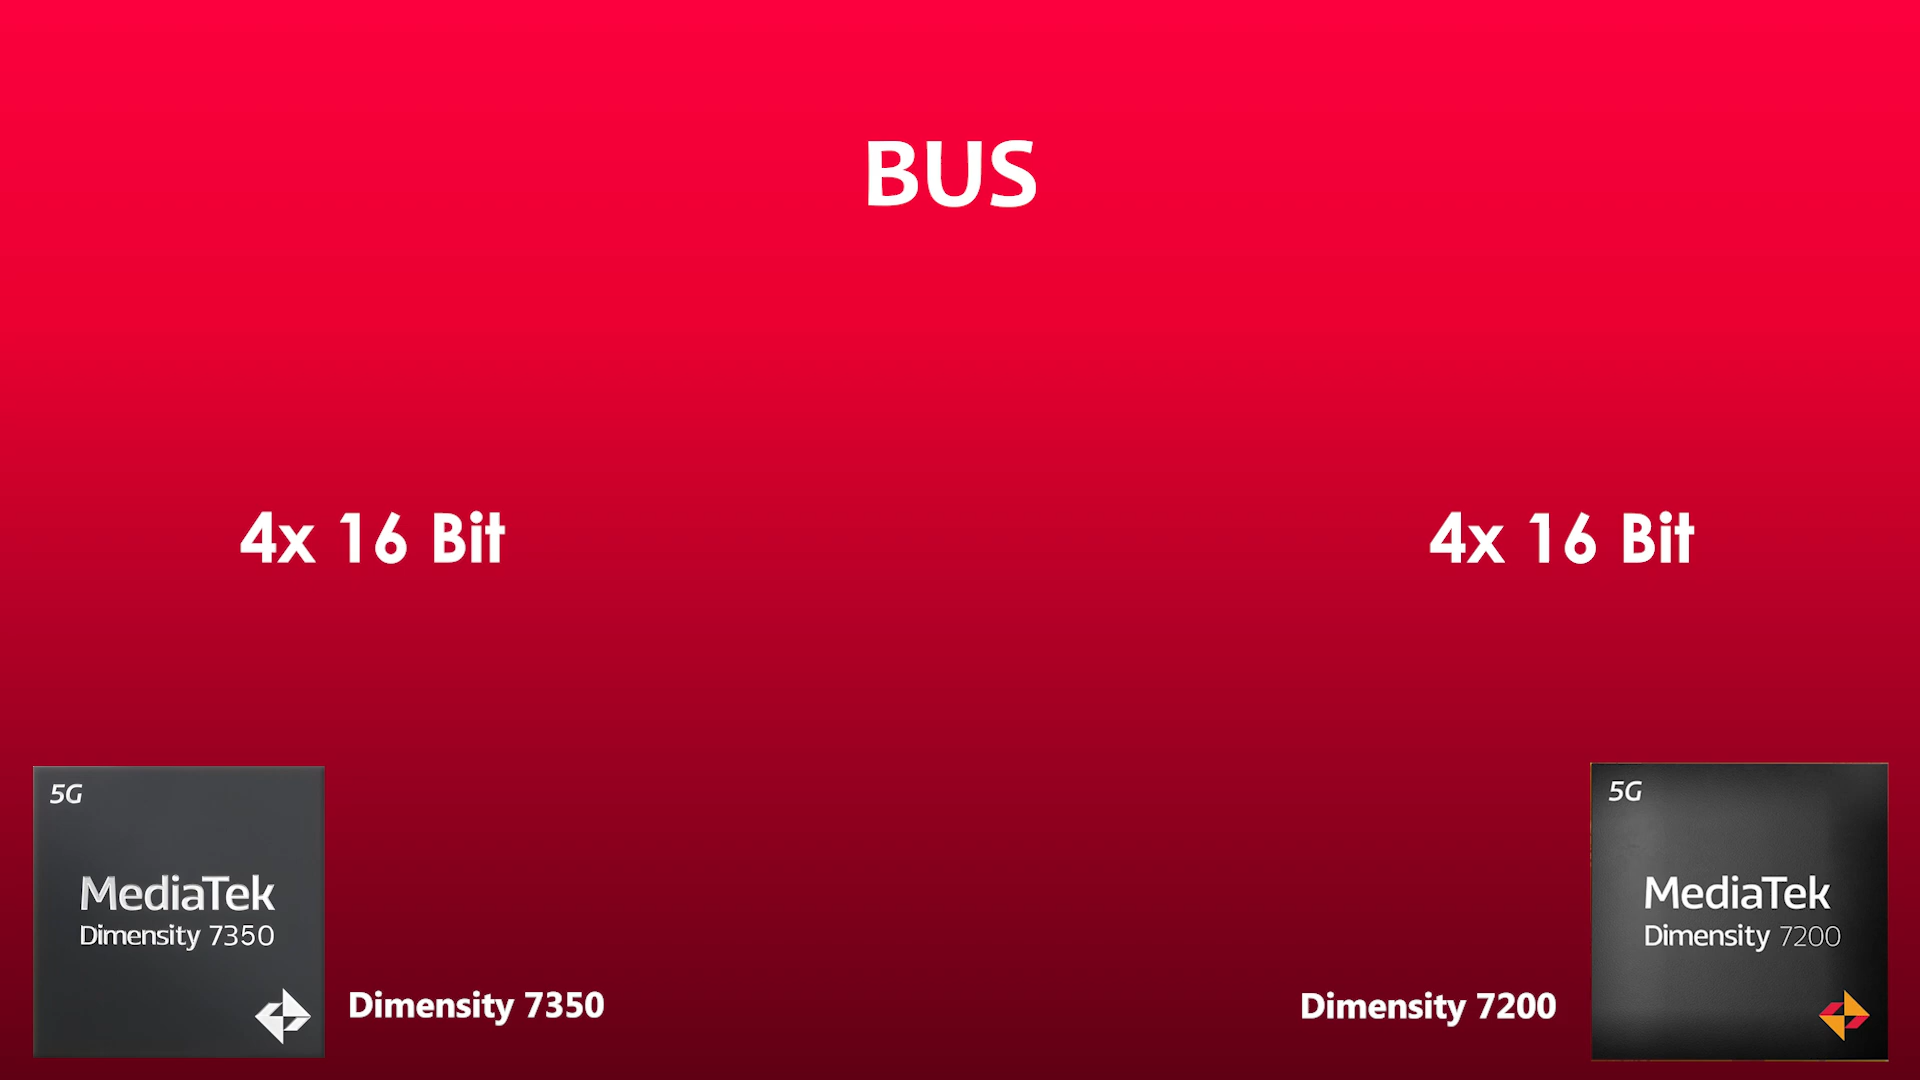 BUS
4x 16 Bit
4x 16 Bit
5G
MediaTek
Dimensity 7350
Dimensity 7350
Dimensity 7200
5G
MediaTek
Dimensity 7200